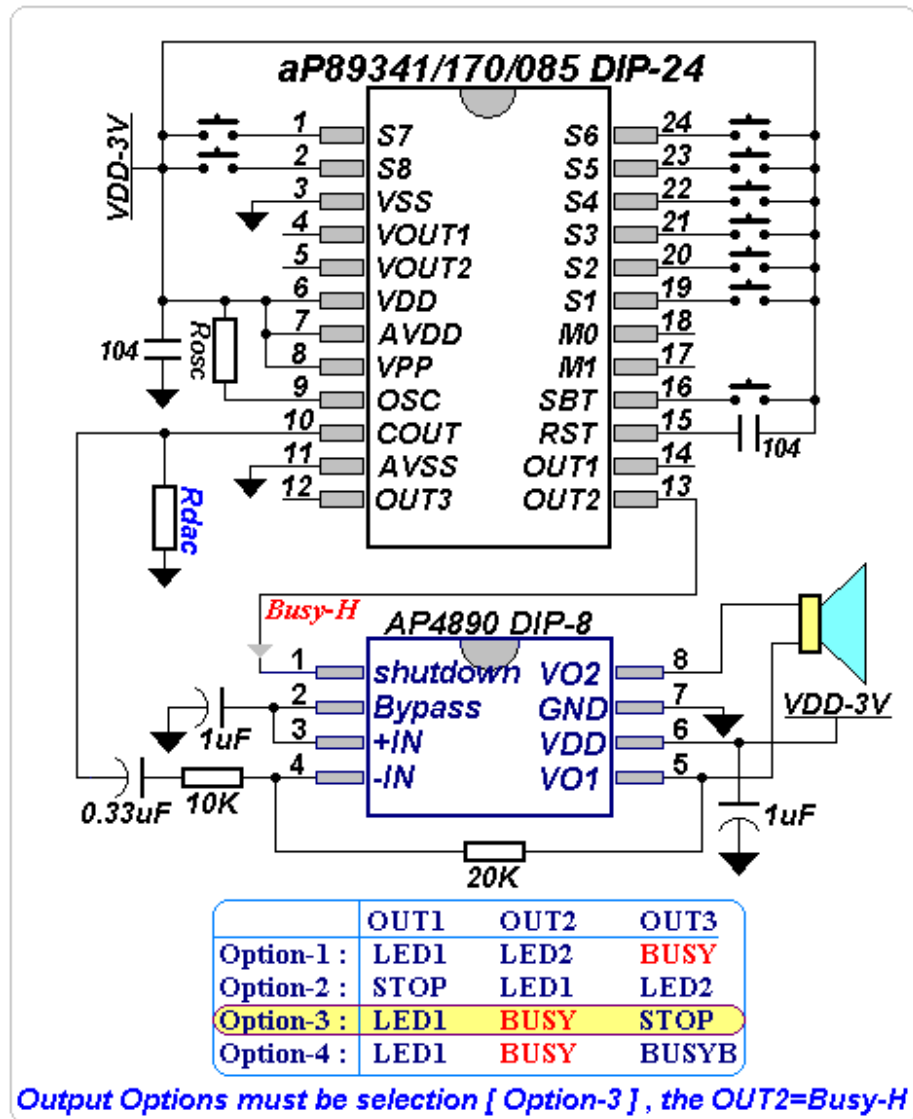 aP89341/170/085 DIP-24
VDD-3V
1 S7 S6 24
2 S8 S5 23
3 VSS S4 22
4 VOUT1 S3 21
5 VOUT2 S2 20
6 VDD S1 19
7 AVDD M0 18
8 VPP M1 17
9 OSC SBT 16
10 COUT RST 15
11 AVSS OUT1 14
12 OUT3 OUT2 13
104
Rosc
104
Rdac
Busy-H
AP4890 DIP-8
1 shutdown VO2 8
2 Bypass GND 7
3 +IN VDD 6
4 -IN VO1 5
VDD-3V
1uF
0.33uF
10K
1uF
20K
OUT1 OUT2 OUT3
Option-1 : LED1 LED2 BUSY
Option-2 : STOP LED1 LED2
Option-3 : LED1 BUSY STOP
Option-4 : LED1 BUSY BUSYB
Output Options must be selection [ Option-3 ] , the OUT2=Busy-H